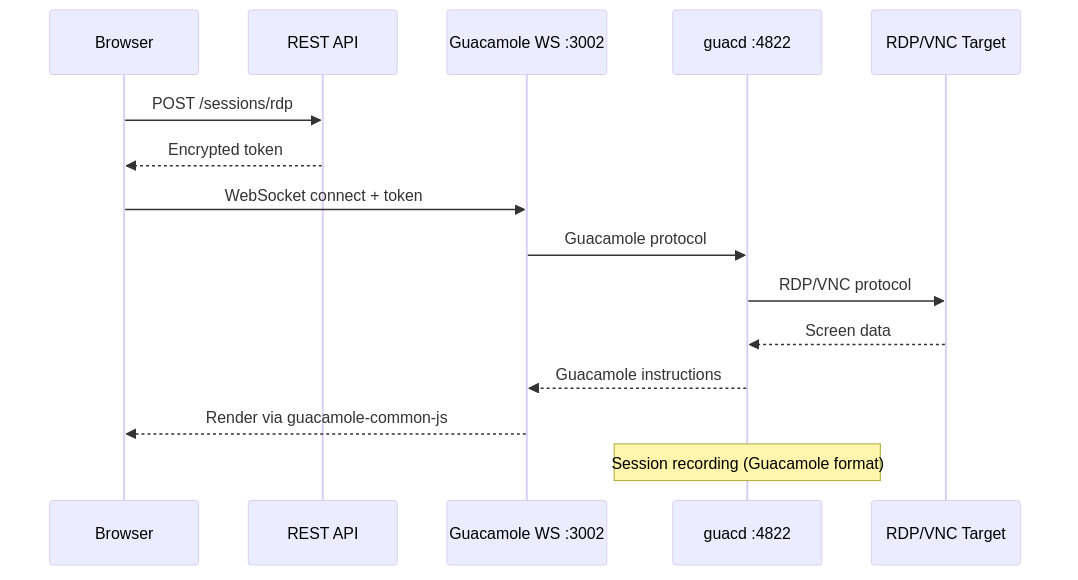 Browser
REST API
Guacamole WS :3002
guacd :4822
RDP/VNC Target
POST /sessions/rdp
Encrypted token
WebSocket connect + token
Guacamole protocol
RDP/VNC protocol
Screen data
Guacamole instructions
Render via guacamole-common-js
Session recording (Guacamole format)
Browser
REST API
Guacamole WS :3002
guacd :4822
RDP/VNC Target